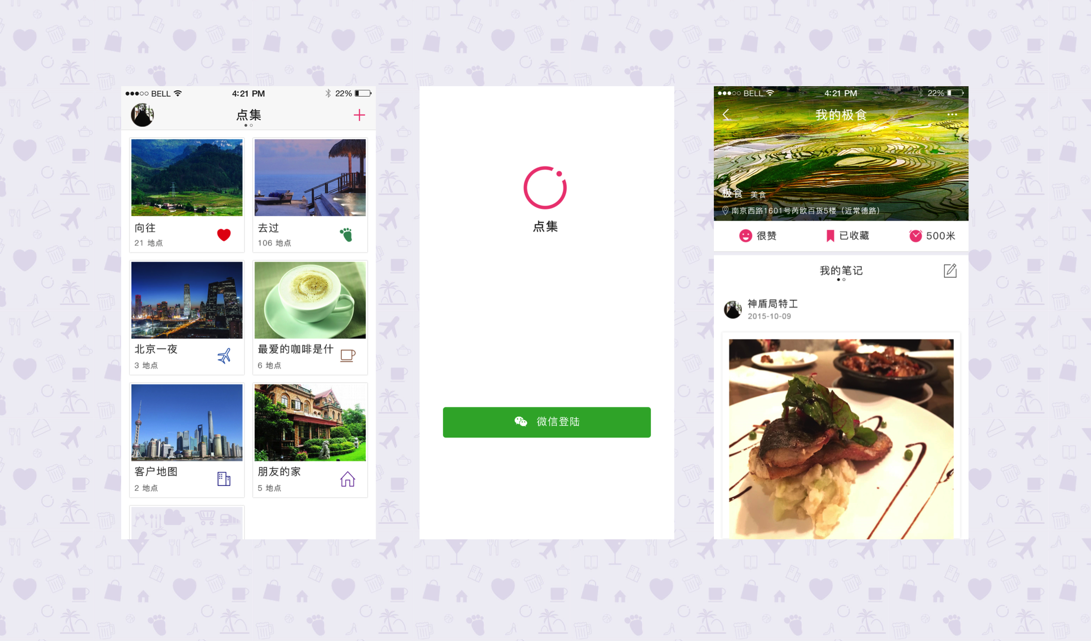 BELL 4:21 PM 22%
点集
向往
21 地点
去过
106 地点
北京一夜
3 地点
最爱的咖啡是什
6 地点
客户地图
2 地点
朋友的家
5 地点
点集
微信登陆
BELL 4:21 PM 22%
我的极食
极食 美食
南京西路1601号芮欧百货5楼（近常德路）
很赞 已收藏 500米
我的笔记
神盾局特工
2015-10-09